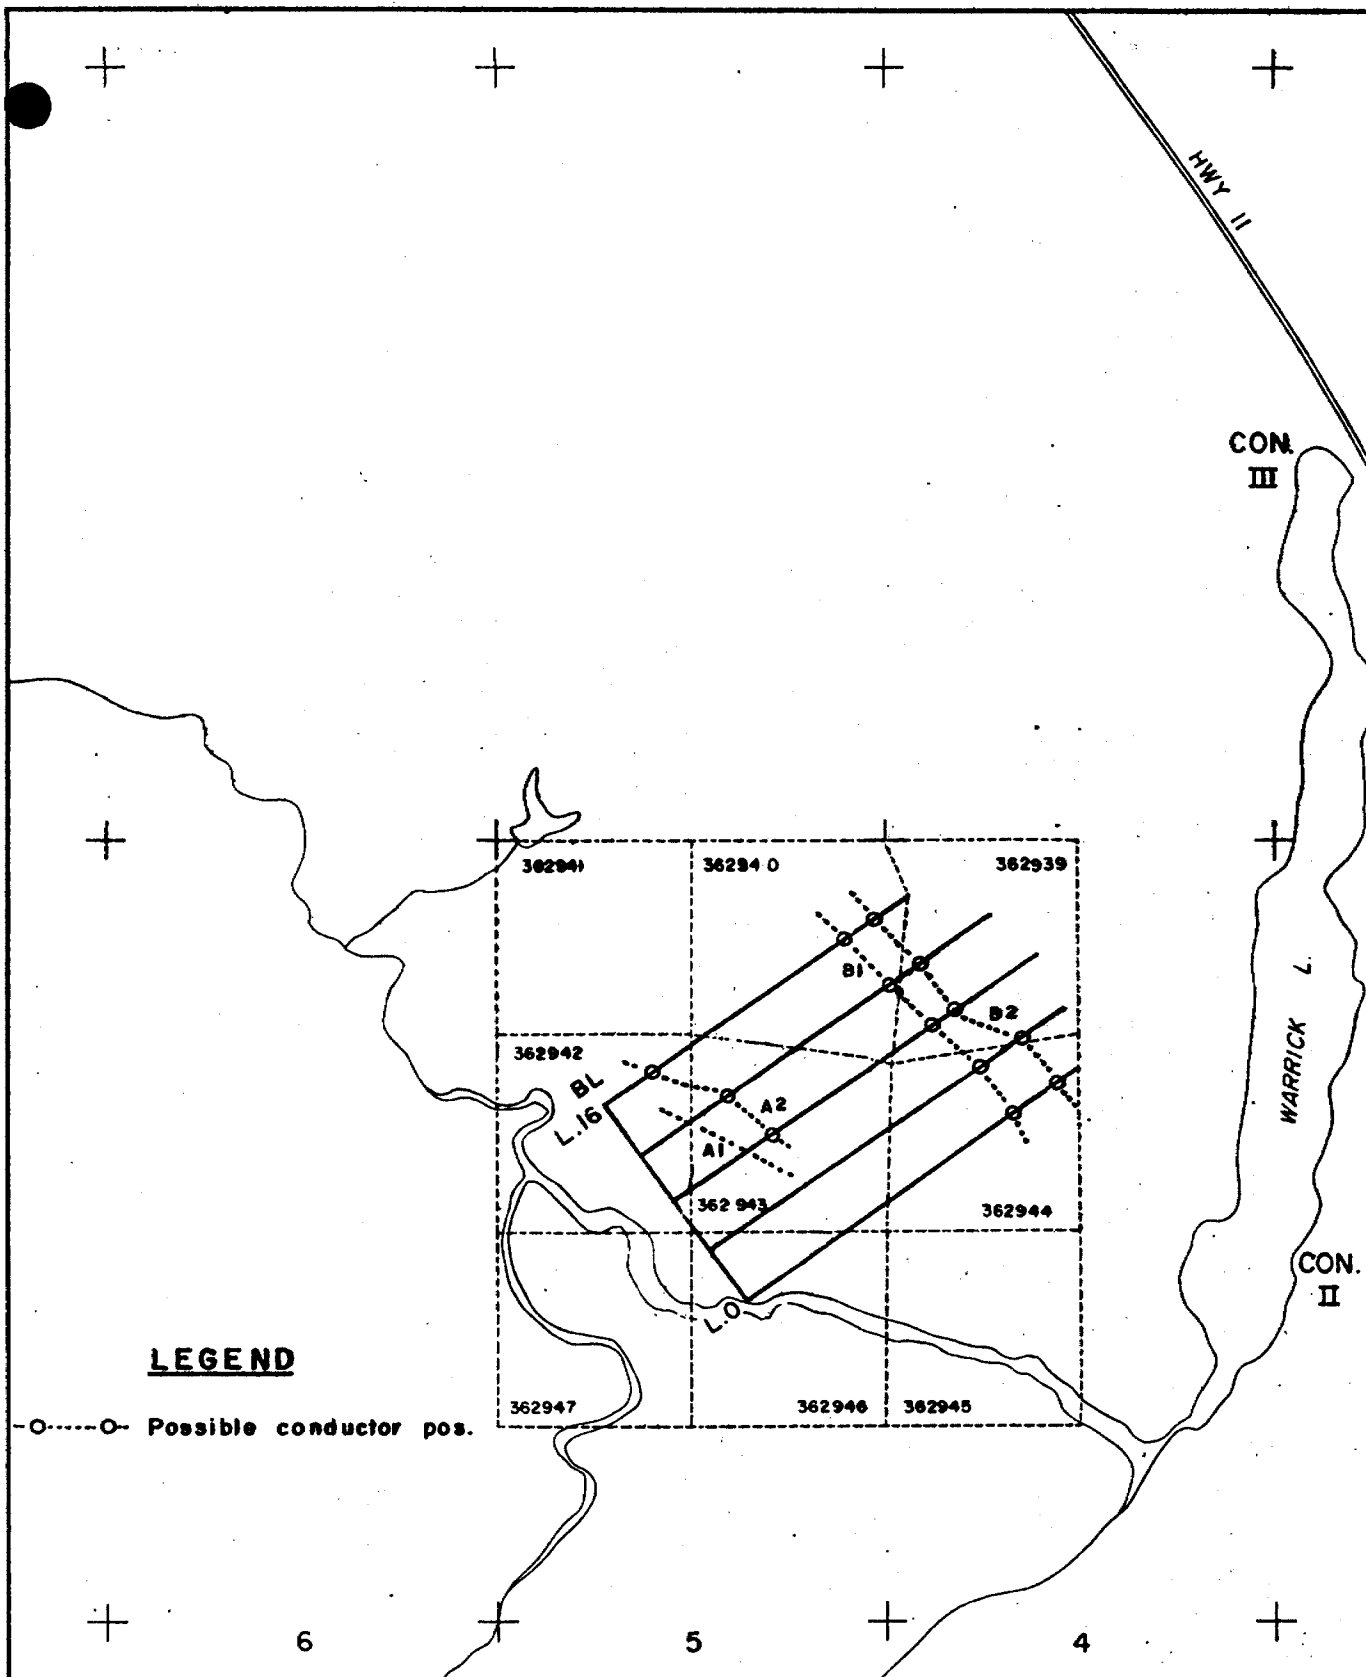 HWY 11
CON.
III
362941
362940
362939
B1
B2
362942
BL
L.16
A2
A1
WARRICK L.
362943
362944
CON.
II
L.O
LEGEND
Possible conductor pos.
362947
362946
362945
6
5
4